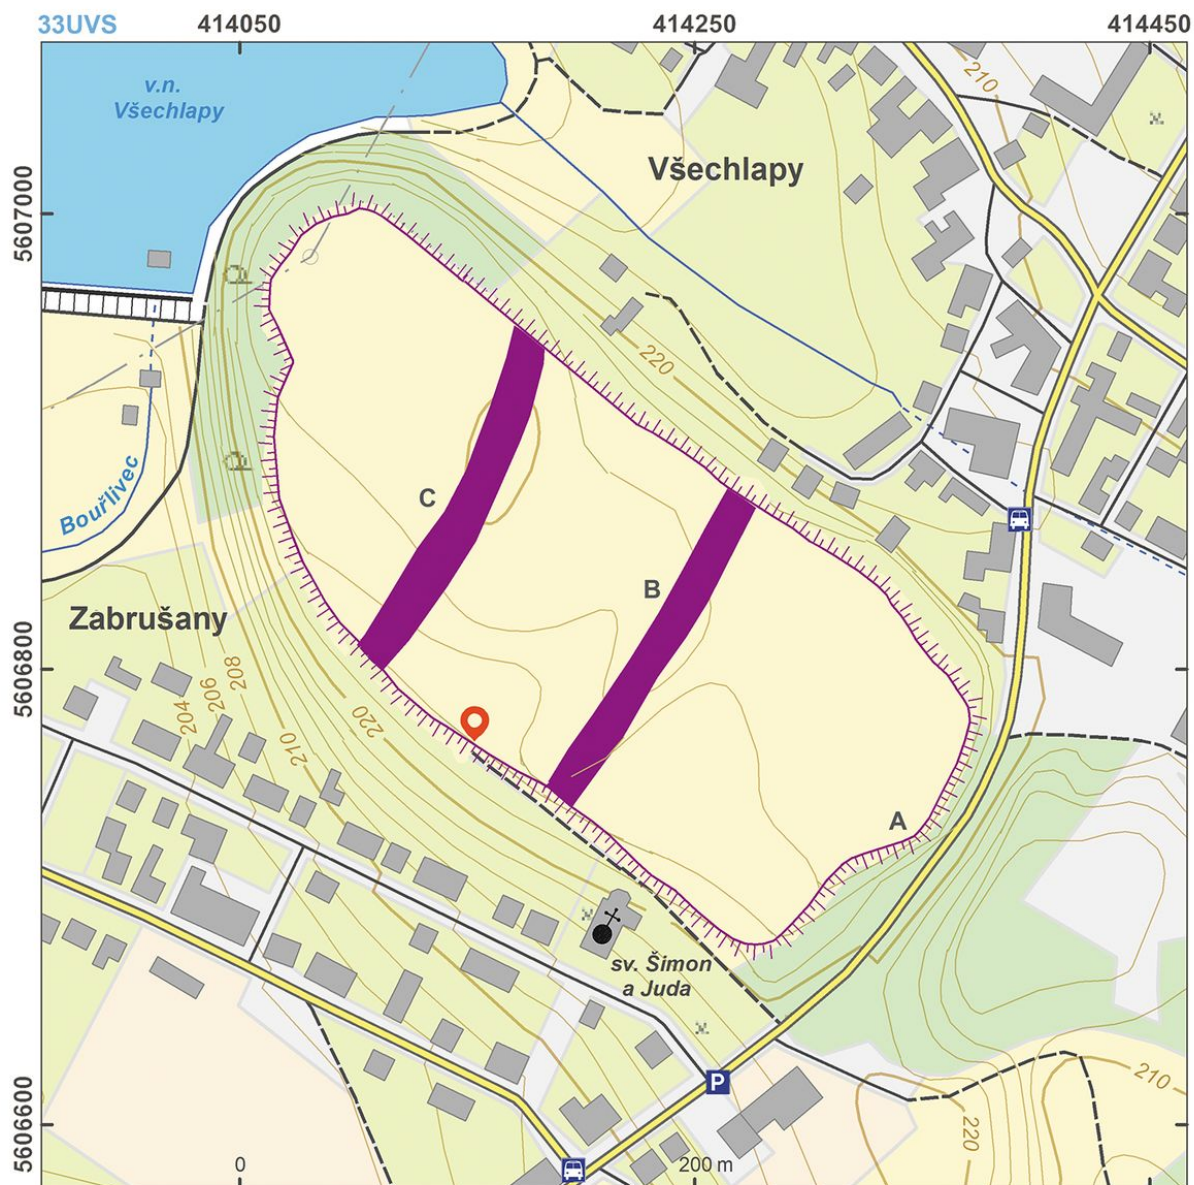 33UVS
414050
414250
414450
v.n.
Všechlapy
210
Všechlapy
5607000
220
C
Bouřlivec
B
Zabrušany
5606800
208
206
204
210
220
A
sv. Šimon
a Juda
P
210
220
5606600
0
200 m